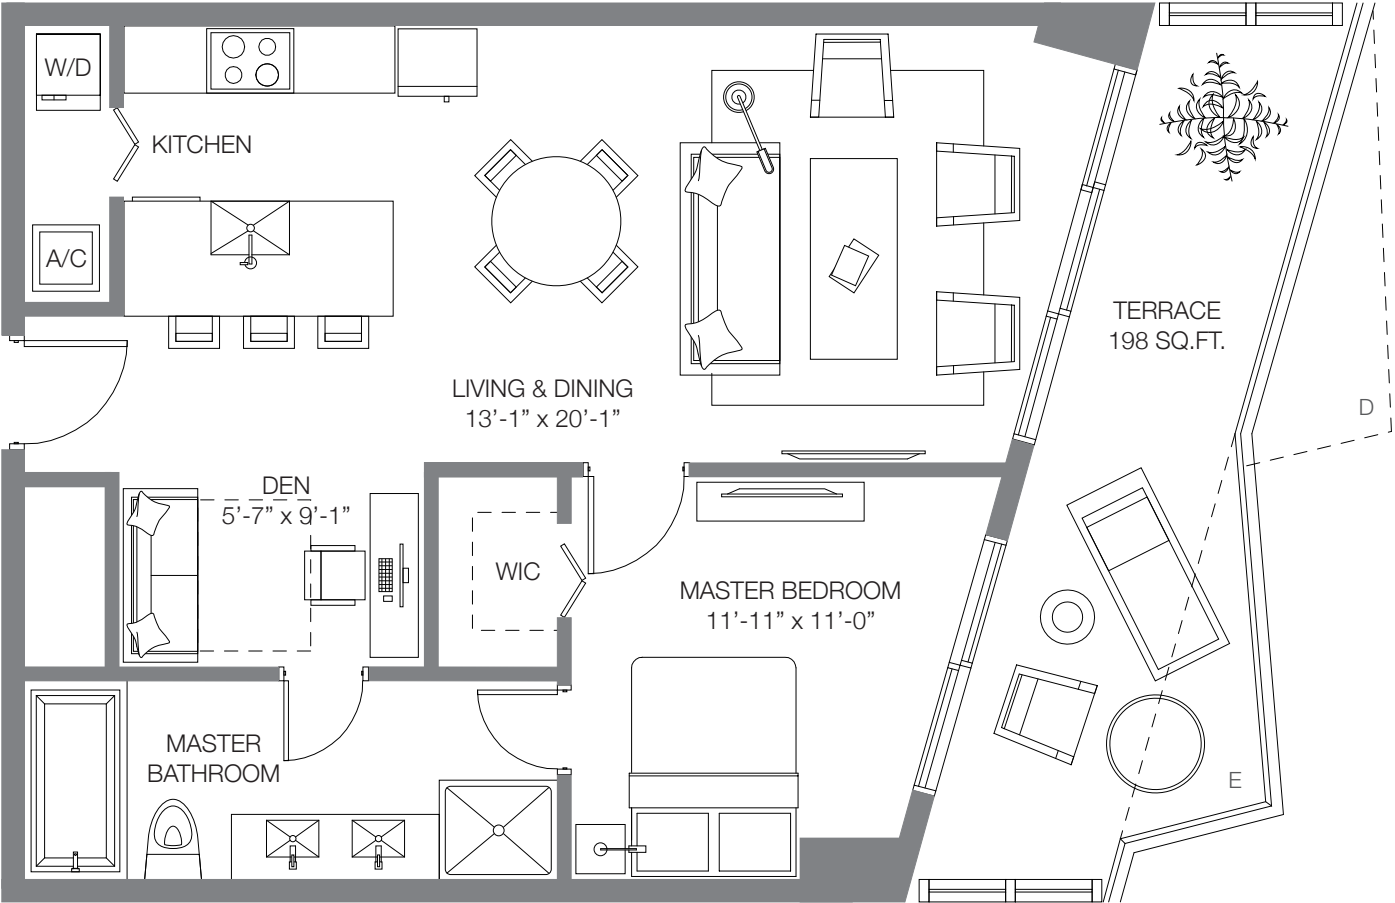 W/D
KITCHEN
A/C
TERRACE
198 SQ.FT.
LIVING & DINING
13’-1” x 20’-1”
D
DEN
5’-7” x 9’-1”
WIC
MASTER BEDROOM
11’-11” x 11’-0”
MASTER
BATHROOM
E